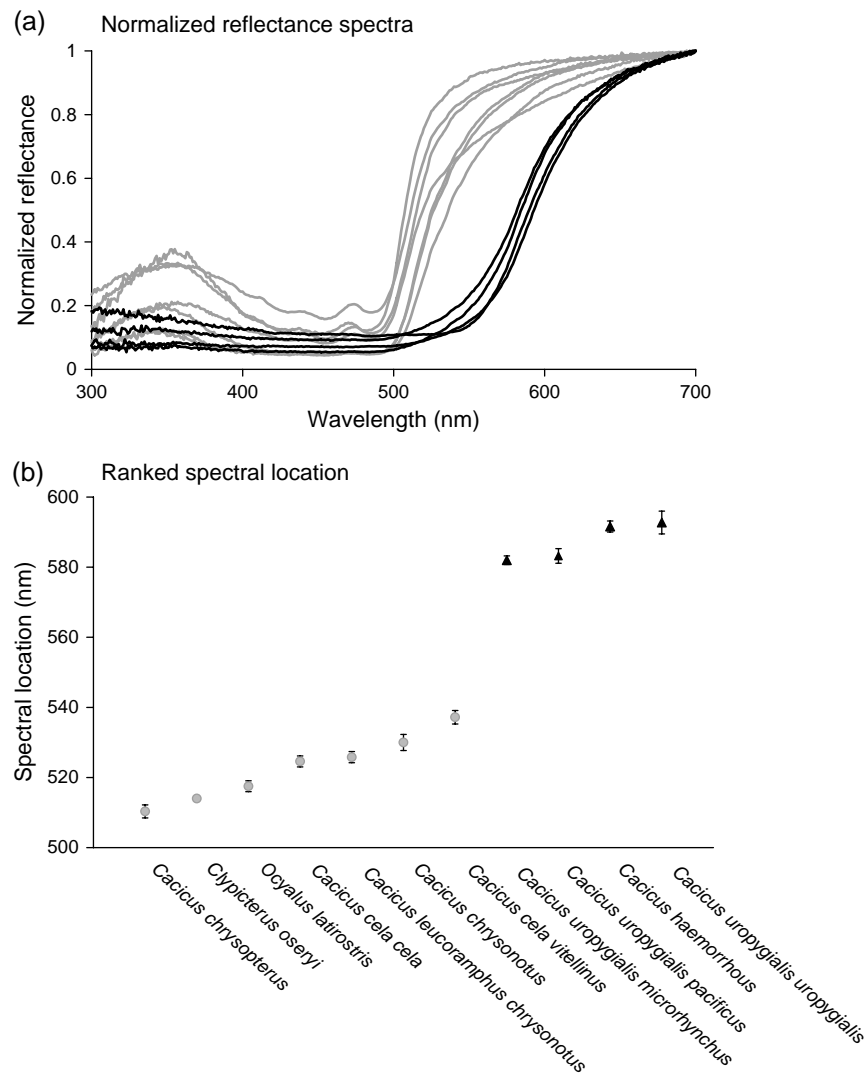 (a) Normalized reflectance spectra
1
0.8
0.6
0.4
0.2
0
Normalized reflectance
300 400 500 600 700
Wavelength (nm)
(b) Ranked spectral location
600
580
560
540
520
500
Spectral location (nm)
Cacicus chrysopterus
Clypicterus oseryi
Ocyalus latirostris
Cacicus cela cela
Cacicus leucoramphus chrysonotus
Cacicus chrysonotus
Cacicus cela vitellinus
Cacicus uropygialis microrhynchus
Cacicus uropygialis pacificus
Cacicus haemorrhous
Cacicus uropygialis uropygialis